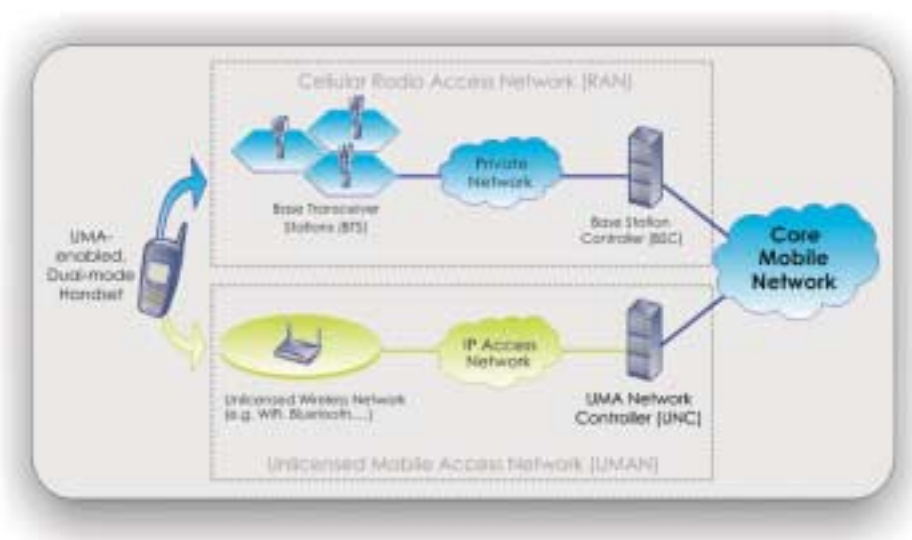 Cellular Radio Access Network (RAN)
Private
Network
Base Transceiver
Stations (BTS)
Base Station
Controller (BSC)
UMA-
enabled,
Dual-mode
Handset
Core
Mobile
Network
IP Access
Network
Unlicensed Wireless Network
(e.g. WiFi, Bluetooth....)
UMA Network
Controller (UNC)
Unlicensed Mobile Access Network (UMAN)